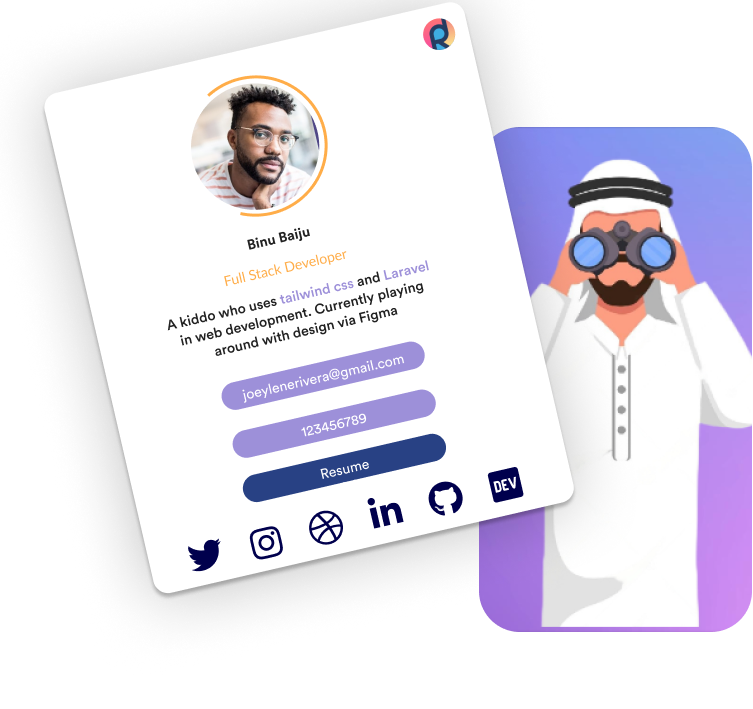 Binu Baiju
Full Stack Developer
A kiddo who uses tailwind css and Laravel
in web development. Currently playing
around with design via Figma
joeylenerivera@gmail.com
123456789
Resume
DEV